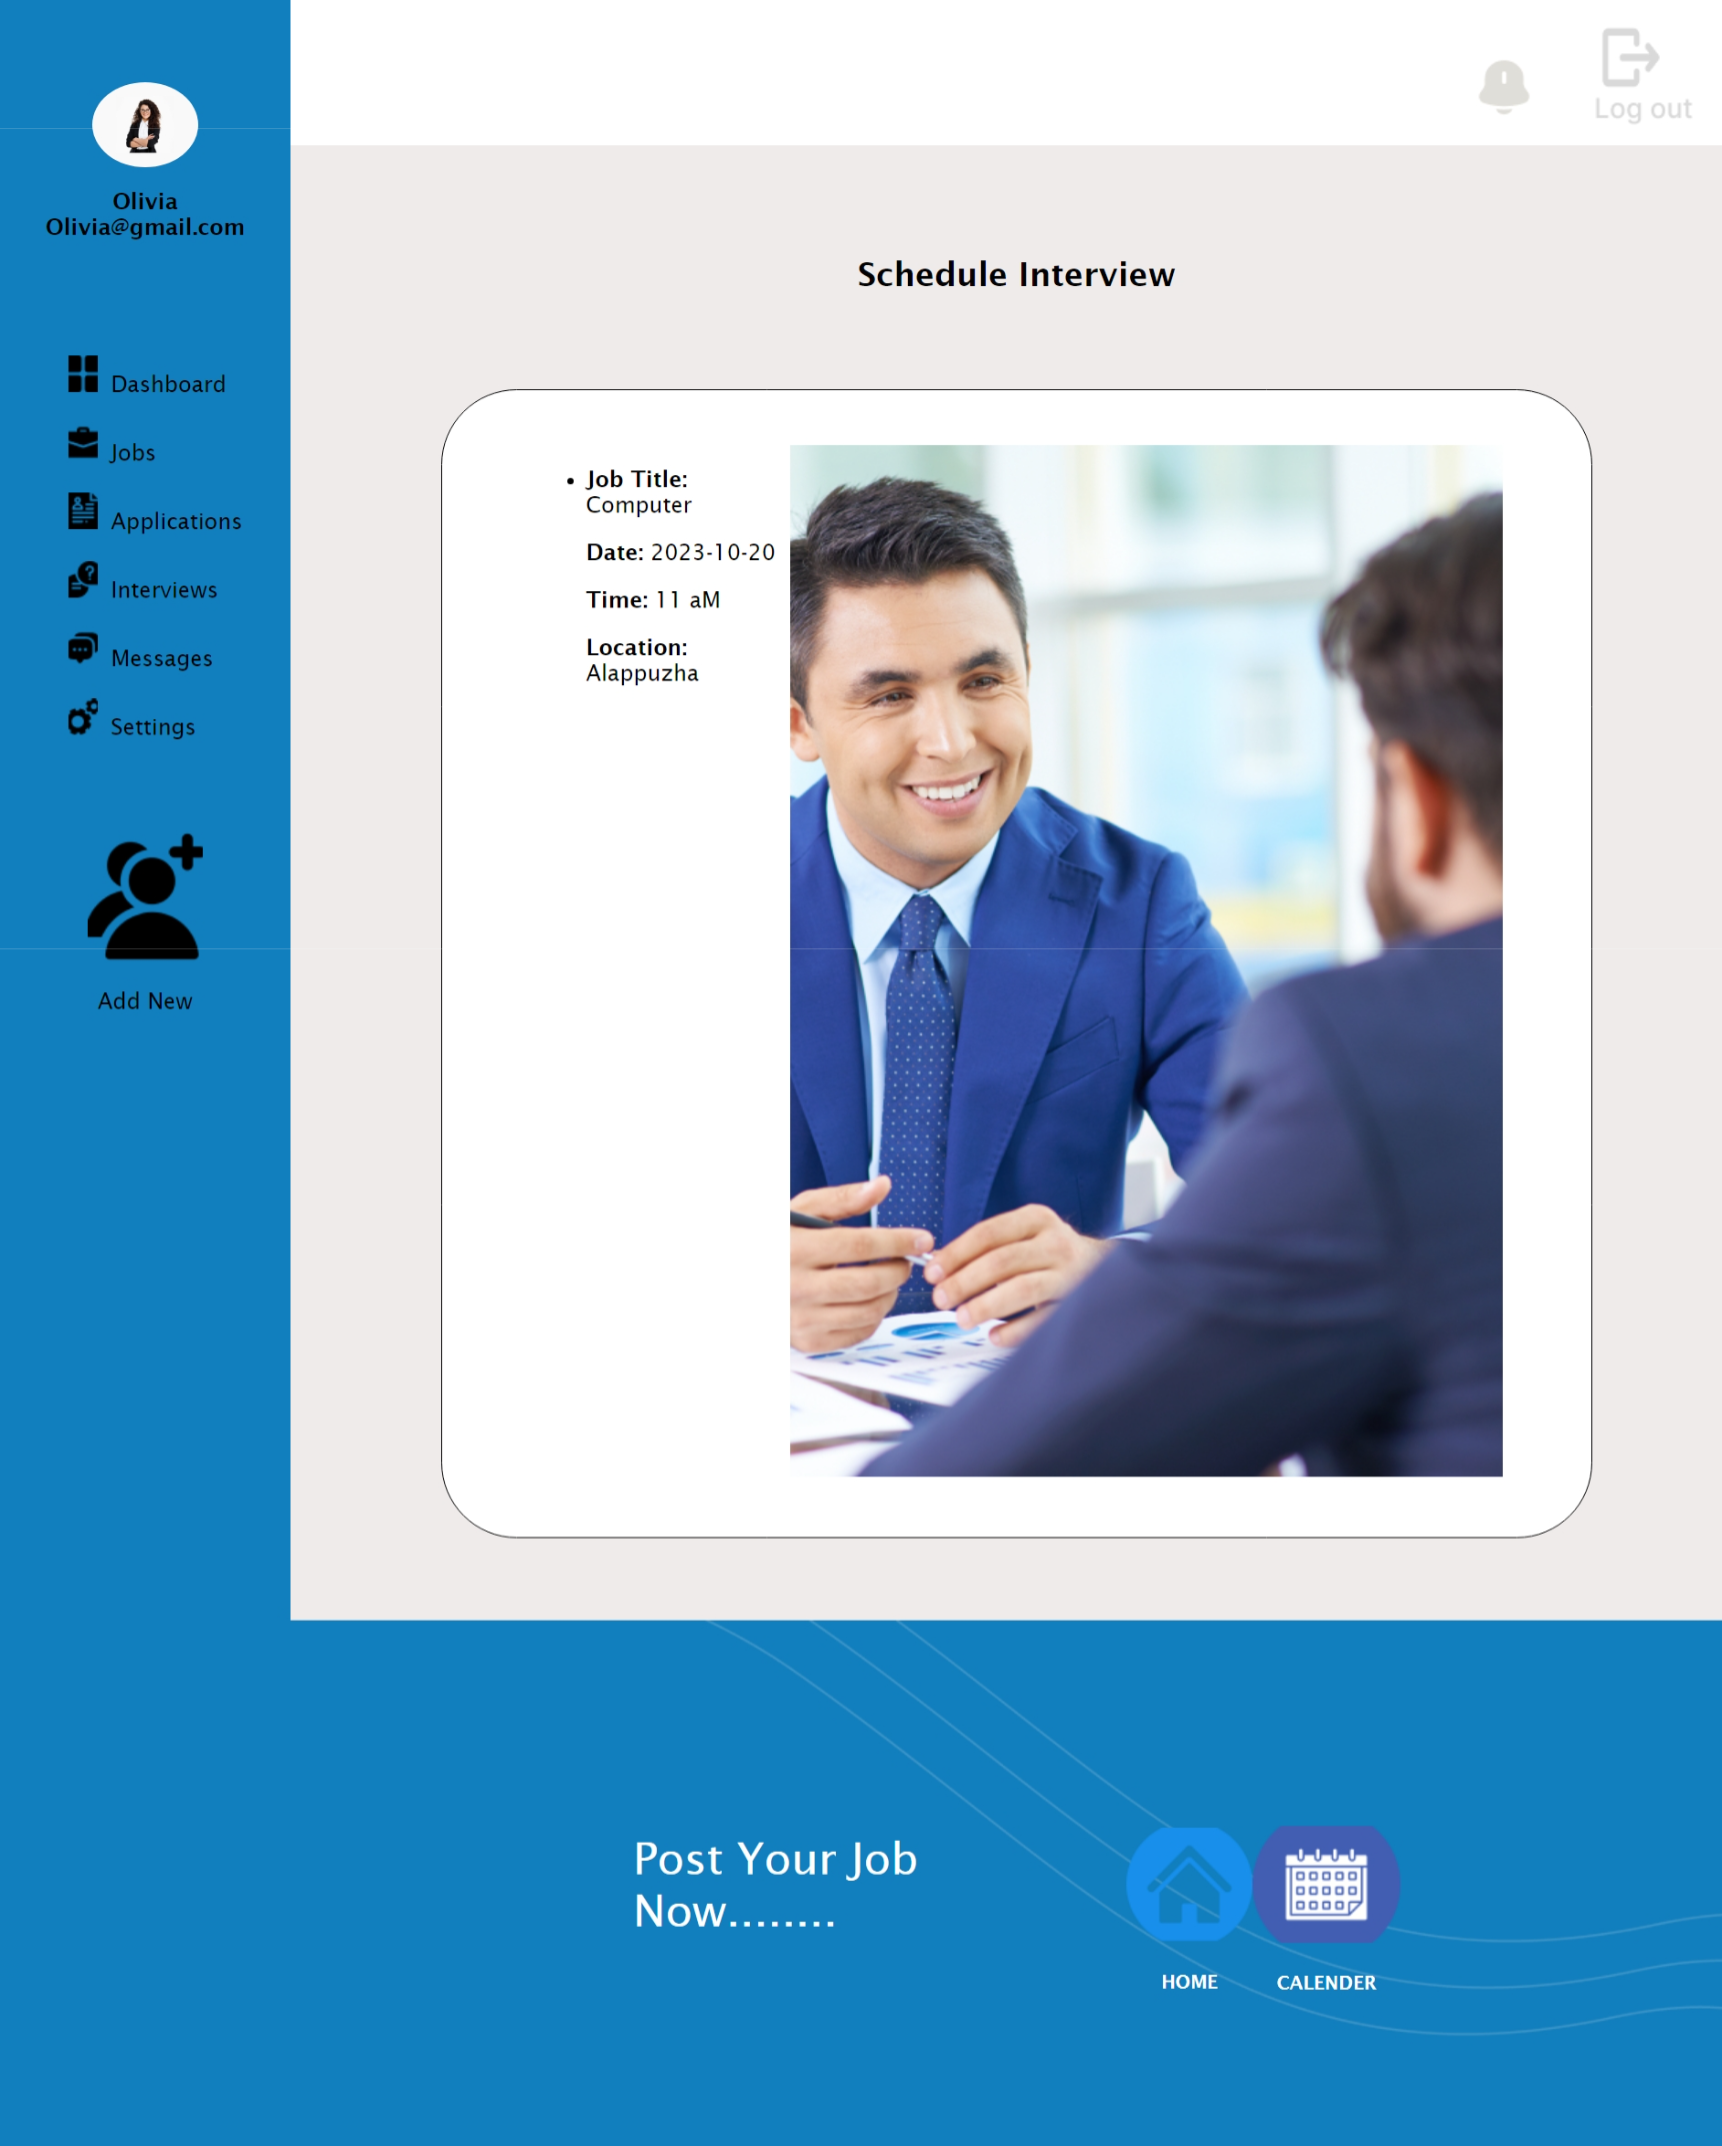 Log out
Olivia
Olivia@gmail.com
Dashboard
Jobs
Applications
Interviews
Messages
Settings
Add New
Schedule Interview
Job Title:
Computer
Date: 2023-10-20
Time: 11 aM
Location:
Alappuzha
Post Your Job
Now........
HOME
CALENDER